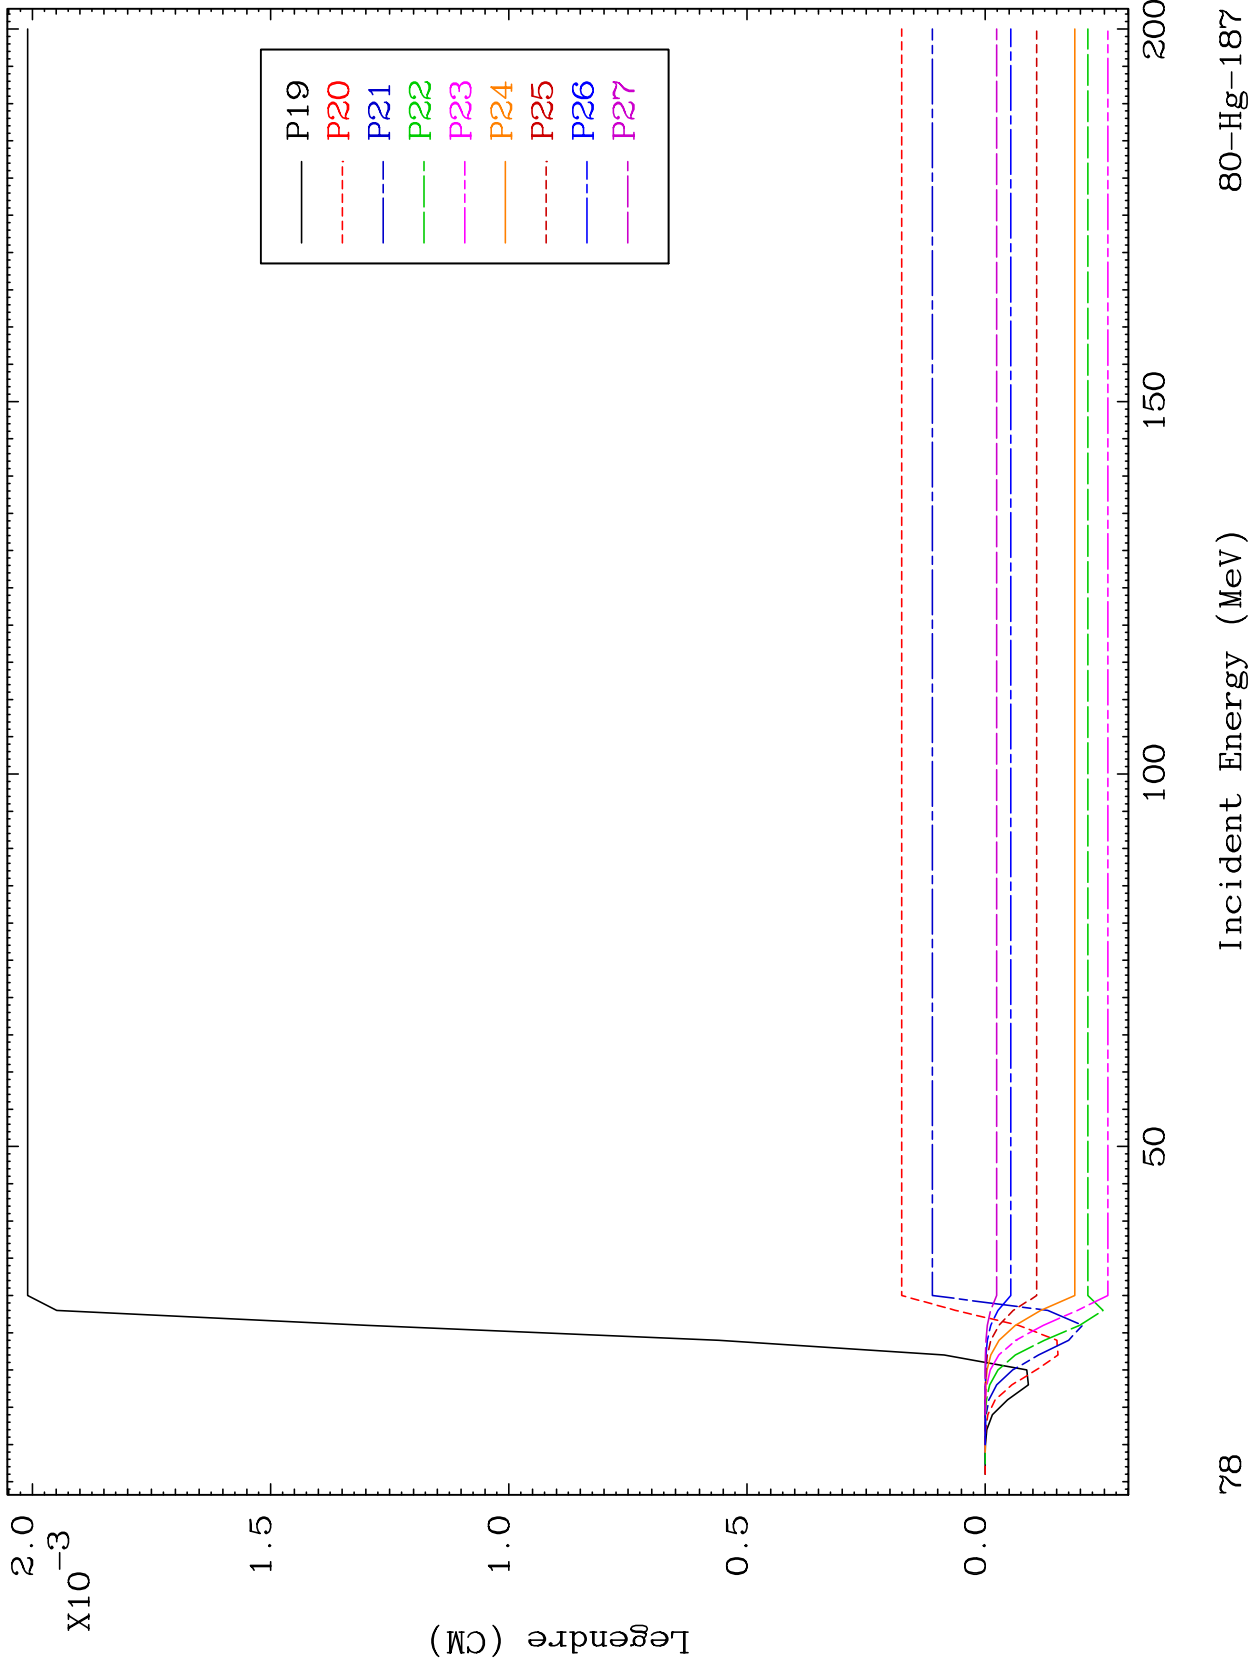 2.0
X10-3
1.5
1.0
0.5
0.0
Legendre (CM)
P19
P20
P21
P22
P23
P24
P25
P26
P27
50
100
150
200
78
Incident Energy (MeV)
80-Hg-187